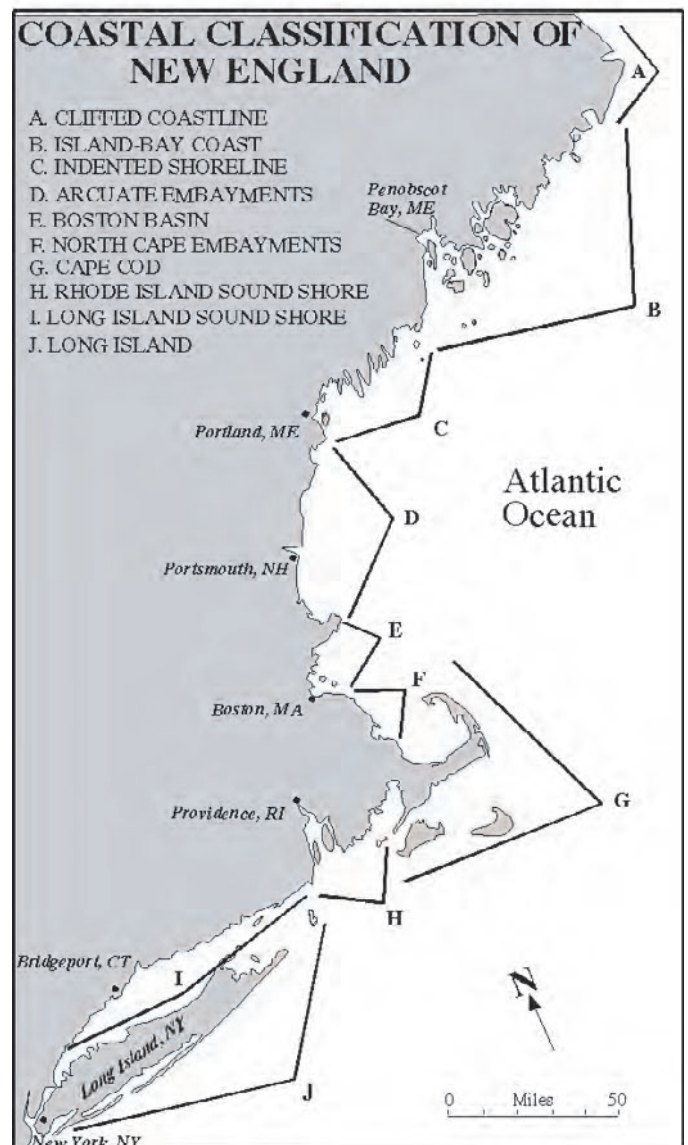 COASTAL CLASSIFICATION OF
NEW ENGLAND
A. CLIFFED COASTLINE
B. ISLAND-BAY COAST
C. INDENTED SHORELINE
D. ARCUATE EMBAYMENTS
E. BOSTON BASIN
F. NORTH CAPE EMBAYMENTS
G. CAPE COD
H. RHODE ISLAND SOUND SHORE
I. LONG ISLAND SOUND SHORE
J. LONG ISLAND
A
Penobscot
Bay, ME
B
Portland, ME
C
Atlantic
Ocean
D
Portsmouth, NH
E
F
Boston, MA
G
Providence, RI
H
Bridgeport, CT
I
N
Long Island, NY
J
0 Miles 50
New York, NY